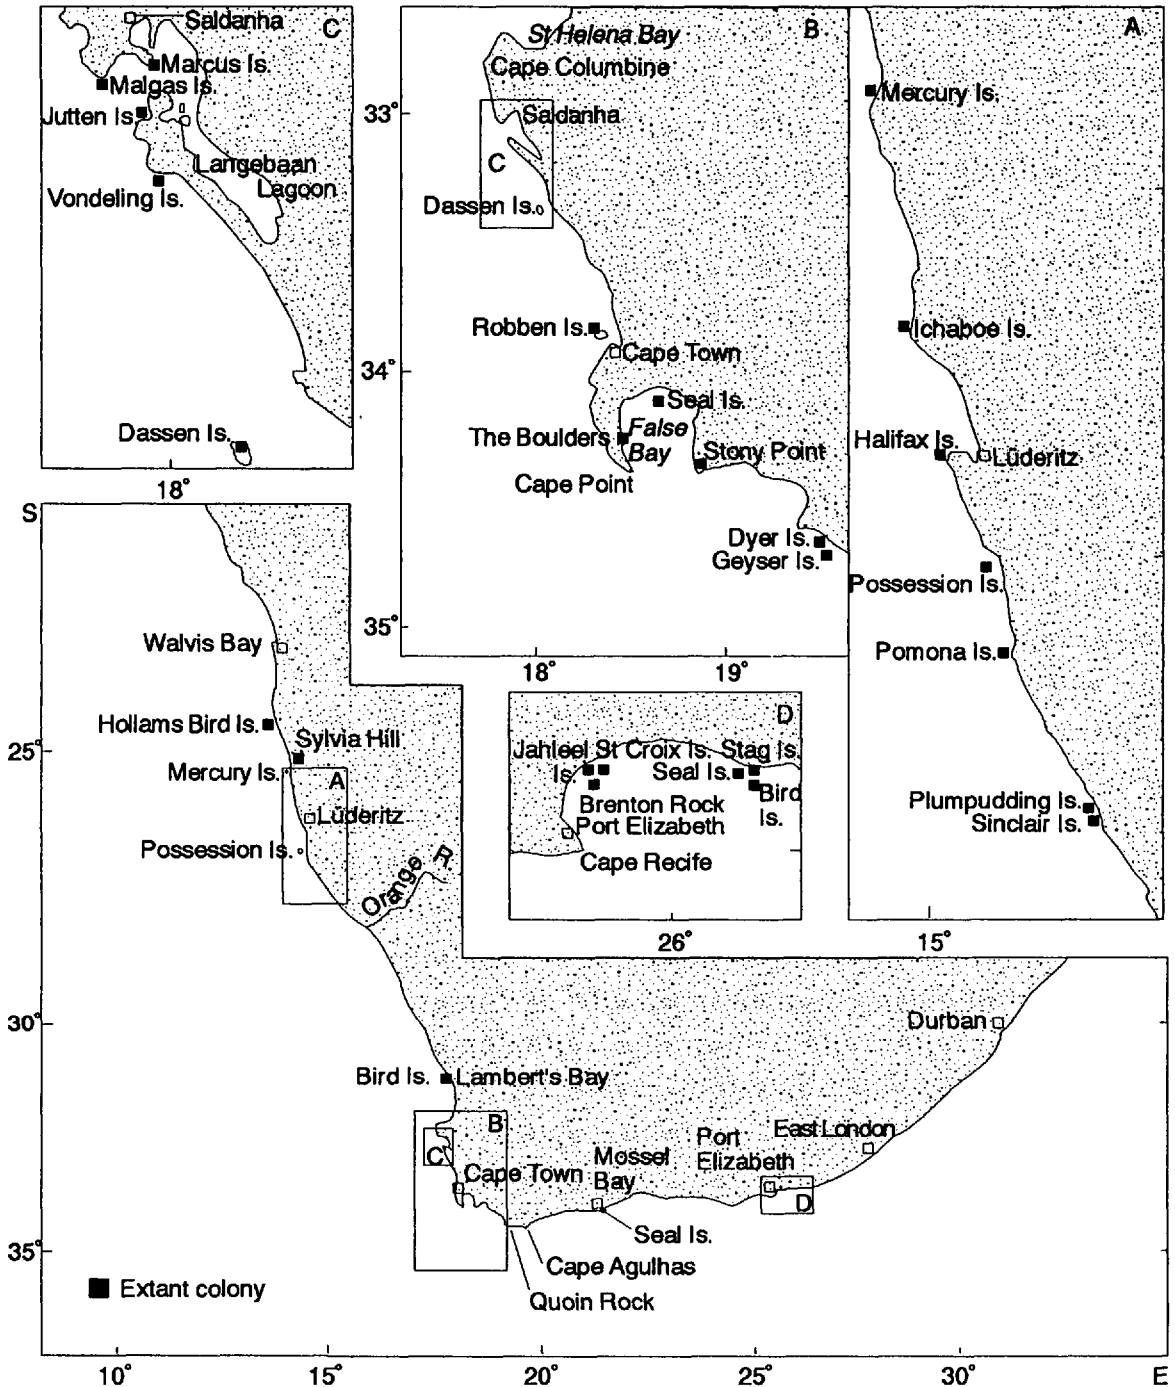 Saldanha
C
Marcus Is.
Malgas Is.
Jutten Is.
Langebaan
Lagoon
Vondeling Is.
Dassen Is.
18°
St Helena Bay
B
Cape Columbine
33°
Saldanha
C
Dassen Is.
Robben Is.
Cape Town
34°
Seal Is.
The Boulders
False
Bay
Stony Point
Cape Point
Dyer Is.
Geyser Is.
35°
18°
19°
A
Mercury Is.
Ichaboe Is.
Halifax Is.
Lüderitz
Possession Is.
Pomona Is.
Plumpudding Is.
Sinclair Is.
15°
D
Jahleel St Croix Is. Stag Is.
Is.
Seal Is.
Bird
Is.
Brenton Rock
Port Elizabeth
Cape Recife
26°
S
Walvis Bay
Hollams Bird Is.
Sylvia Hill
25°
Mercury Is.
A
Lüderitz
Possession Is.
Orange R.
30°
Durban
Bird Is.
Lambert's Bay
B
C
Cape Town
Mossel
Bay
Port
Elizabeth
East London
D
Seal Is.
35°
Cape Agulhas
Quoin Rock
Extant colony
10°
15°
20°
25°
30°
E